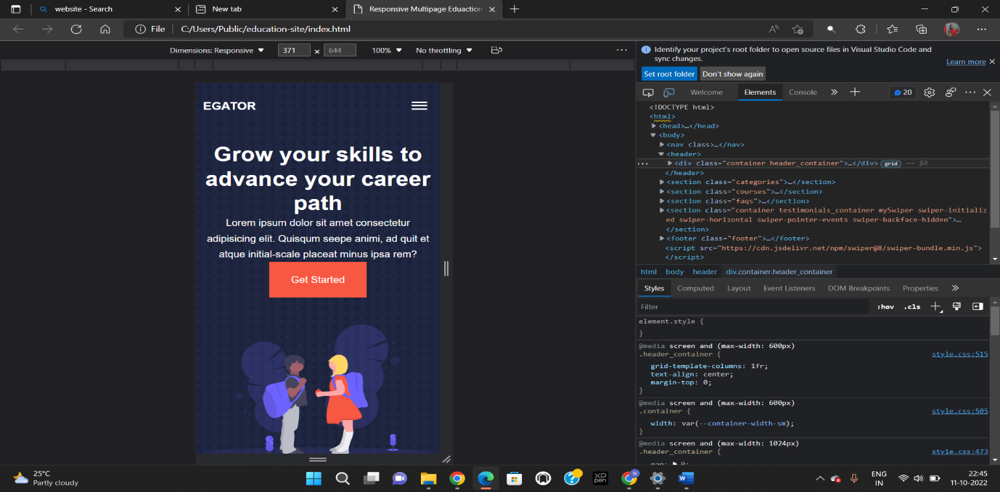 website - Search
New tab
Responsive Multipage Eduaction
File
C:/Users/Public/education-site/index.html
Dimensions: Responsive
371
×
644
100%
No throttling
Identify your project's root folder to open source files in Visual Studio Code and
sync changes.
Learn more
Set root folder
Don't show again
Welcome
Elements
Console
20
EGATOR
Grow your skills to
advance your career
path
Lorem ipsum dolor sit amet consectetur
adipisicing elit. Quisqum seepe animi, ad quit et
atque initial-scale placeat minus ipsa rem?
Get Started
<!DOCTYPE html>
<html>
<head>…</head>
<body>
<nav class>…</nav>
<header>
<div class="container header_container">…</div> grid == $0
</header>
<section class="categories">…</section>
<section class="courses">…</section>
<section class="faqs">…</section>
<section class="container testimonials_container mySwiper swiper-initializ
ed swiper-horizontal swiper-pointer-events swiper-backface-hidden">…
</section>
<footer class="footer">…</footer>
<script src="https://cdn.jsdelivr.net/npm/swiper@8/swiper-bundle.min.js">
</script>
html body header div.container.header_container
Styles Computed Layout Event Listeners DOM Breakpoints Properties
Filter
:hov .cls
element.style {
}
@media screen and (max-width: 600px)
.header_container {
style.css:515
grid-template-columns: 1fr;
text-align: center;
margin-top: 0;
}
@media screen and (max-width: 600px)
.container {
style.css:505
width: var(--container-width-sm);
}
@media screen and (max-width: 1024px)
.header_container {
style.css:473
gap: 0;
25°C
Partly cloudy
XP
pen
N
W
ENG
IN
22:45
11-10-2022